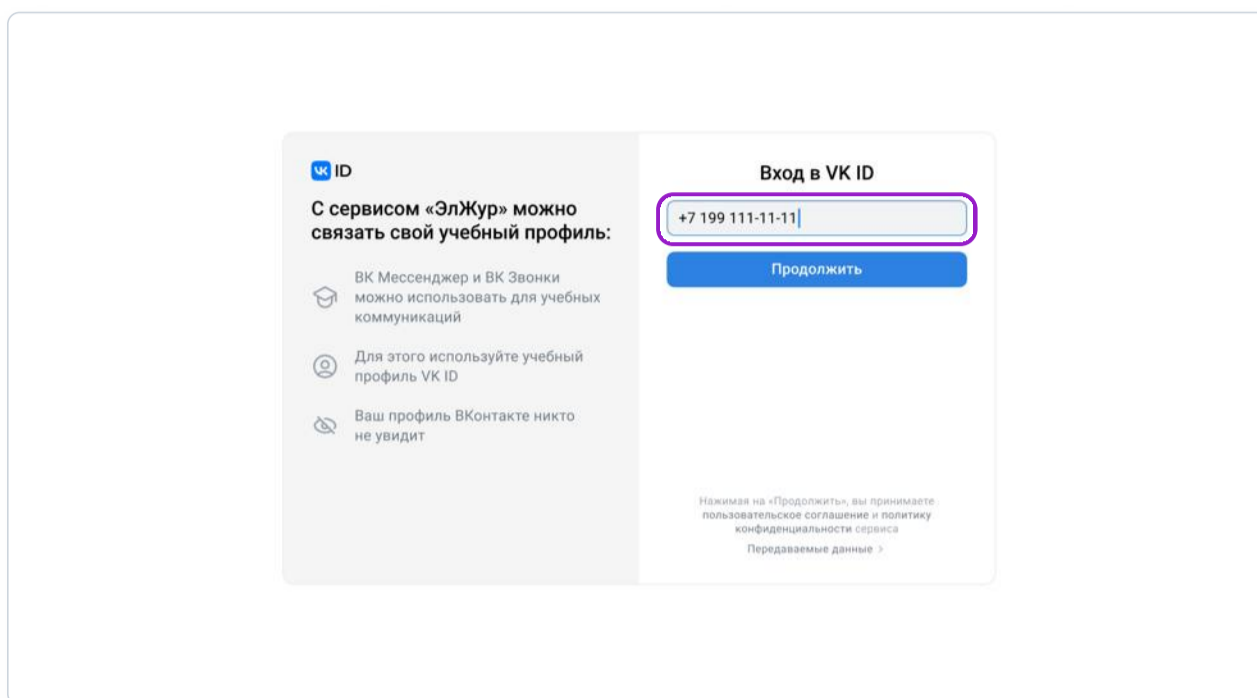 VK ID
С сервисом «ЭлЖур» можно
связать свой учебный профиль:
ВК Мессенджер и ВК Звонки
можно использовать для учебных
коммуникаций
Для этого используйте учебный
профиль VK ID
Ваш профиль ВКонтакте никто
не увидит
Вход в VK ID
+7 199 111-11-11
Продолжить
Нажимая на «Продолжить», вы принимаете
пользовательское соглашение и политику
конфиденциальности сервиса
Передаваемые данные >